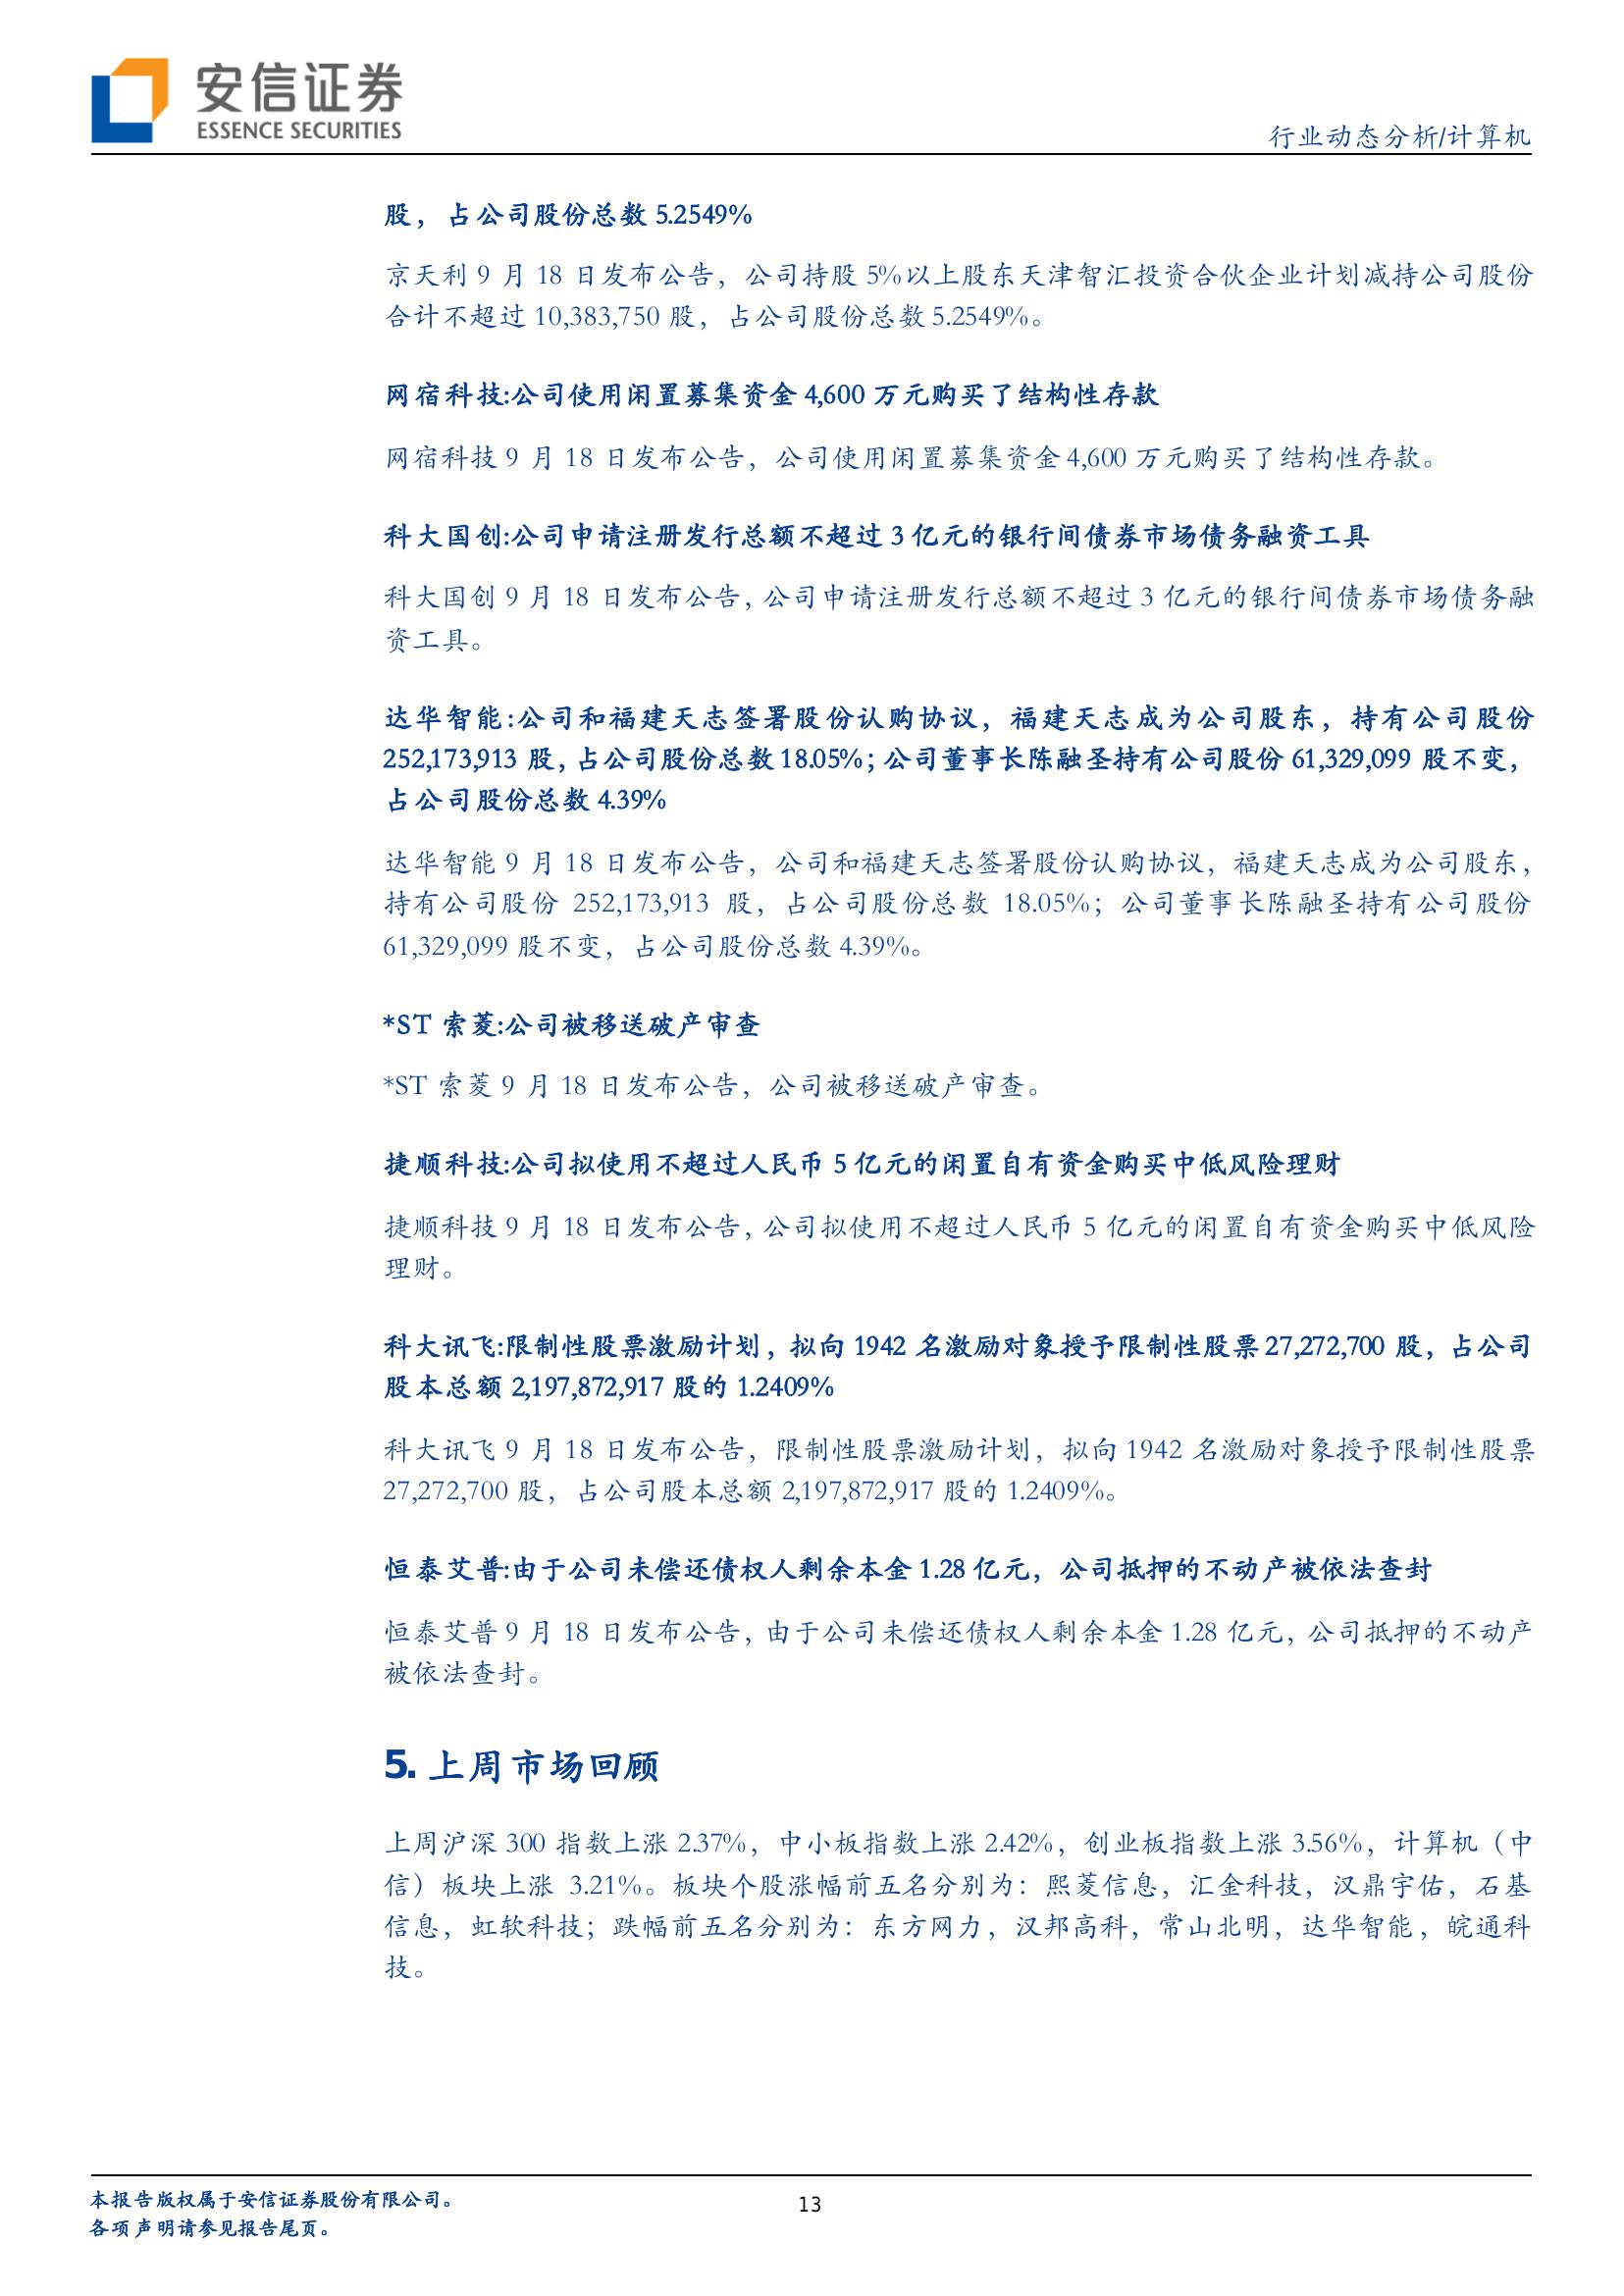 安信证券
ESSENCE SECURITIES
行业动态分析/计算机
股，占公司股份总数 5.2549%
京天利 9 月 18 日发布公告，公司持股 5%以上股东天津智汇投资合伙企业计划减持公司股份
合计不超过 10,383,750 股，占公司股份总数 5.2549%。
网宿科技:公司使用闲置募集资金 4,600 万元购买了结构性存款
网宿科技 9 月 18 日发布公告，公司使用闲置募集资金 4,600 万元购买了结构性存款。
科大国创:公司申请注册发行总额不超过 3 亿元的银行间债券市场债务融资工具
科大国创 9 月 18 日发布公告，公司申请注册发行总额不超过 3 亿元的银行间债券市场债务融
资工具。
达华智能:公司和福建天志签署股份认购协议，福建天志成为公司股东，持有公司股份
252,173,913 股，占公司股份总数 18.05%；公司董事长陈融圣持有公司股份 61,329,099 股不变，
占公司股份总数 4.39%
达华智能 9 月 18 日发布公告，公司和福建天志签署股份认购协议，福建天志成为公司股东，
持有公司股份 252,173,913 股，占公司股份总数 18.05%；公司董事长陈融圣持有公司股份
61,329,099 股不变，占公司股份总数 4.39%。
*ST 索菱:公司被移送破产审查
*ST 索菱 9 月 18 日发布公告，公司被移送破产审查。
捷顺科技:公司拟使用不超过人民币 5 亿元的闲置自有资金购买中低风险理财
捷顺科技 9 月 18 日发布公告，公司拟使用不超过人民币 5 亿元的闲置自有资金购买中低风险
理财。
科大讯飞:限制性股票激励计划，拟向 1942 名激励对象授予限制性股票 27,272,700 股，占公司
股本总额 2,197,872,917 股的 1.2409%
科大讯飞 9 月 18 日发布公告，限制性股票激励计划，拟向 1942 名激励对象授予限制性股票
27,272,700 股，占公司股本总额 2,197,872,917 股的 1.2409%。
恒泰艾普:由于公司未偿还债权人剩余本金 1.28 亿元，公司抵押的不动产被依法查封
恒泰艾普 9 月 18 日发布公告，由于公司未偿还债权人剩余本金 1.28 亿元，公司抵押的不动产
被依法查封。
5. 上周市场回顾
上周沪深 300 指数上涨 2.37%，中小板指数上涨 2.42%，创业板指数上涨 3.56%，计算机（中
信）板块上涨 3.21%。板块个股涨幅前五名分别为：熙菱信息，汇金科技，汉鼎宇佑，石基
信息，虹软科技；跌幅前五名分别为：东方网力，汉邦高科，常山北明，达华智能，皖通科
技。
本报告版权属于安信证券股份有限公司。
各项声明请参见报告尾页。
13